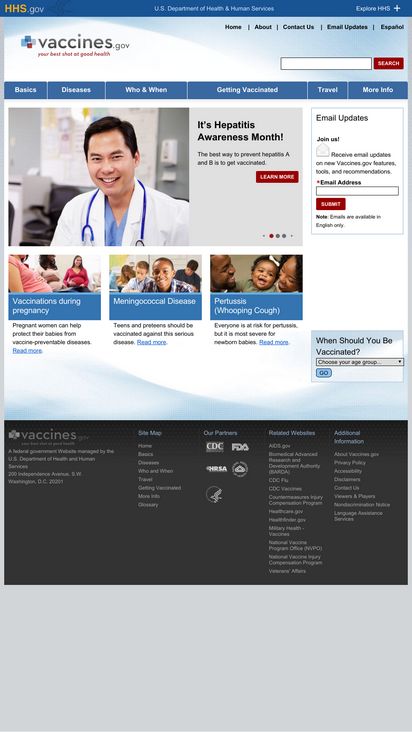 HHS.gov
U.S. Department of Health & Human Services
Explore HHS +
Home | About | Contact Us | Email Updates | Español
vaccines.gov
your best shot at good health
SEARCH
Basics
Diseases
Who & When
Getting Vaccinated
Travel
More Info
It's Hepatitis
Awareness Month!
The best way to prevent hepatitis A
and B is to get vaccinated.
LEARN MORE
Email Updates
Join us!
Receive email updates
on new Vaccines.gov features,
tools, and recommendations.
*Email Address
SUBMIT
Note: Emails are available in
English only.
Vaccinations during
pregnancy
Pregnant women can help
protect their babies from
vaccine-preventable diseases.
Read more.
Meningococcal Disease
Teens and preteens should be
vaccinated against this serious
disease. Read more.
Pertussis
(Whooping Cough)
Everyone is at risk for pertussis,
but it is most severe for
newborn babies. Read more.
When Should You Be
Vaccinated?
Choose your age group...
GO
vaccines.gov
your best shot at good health
A federal government Website managed by the
U.S. Department of Health and Human
Services
200 Independence Avenue, S.W.
Washington, D.C. 20201
Site Map
Home
Basics
Diseases
Who and When
Travel
Getting Vaccinated
More Info
Glossary
Our Partners
CDC
FDA
HRSA
Related Websites
AIDS.gov
Biomedical Advanced
Research and
Development Authority
(BARDA)
CDC Flu
CDC Vaccines
Countermeasures Injury
Compensation Program
Healthcare.gov
Healthfinder.gov
Military Health -
Vaccines
National Vaccine
Program Office (NVPO)
National Vaccine Injury
Compensation Program
Veterans' Affairs
Additional
Information
About Vaccines.gov
Privacy Policy
Accessibility
Disclaimers
Contact Us
Viewers & Players
Nondiscrimination Notice
Language Assistance
Services